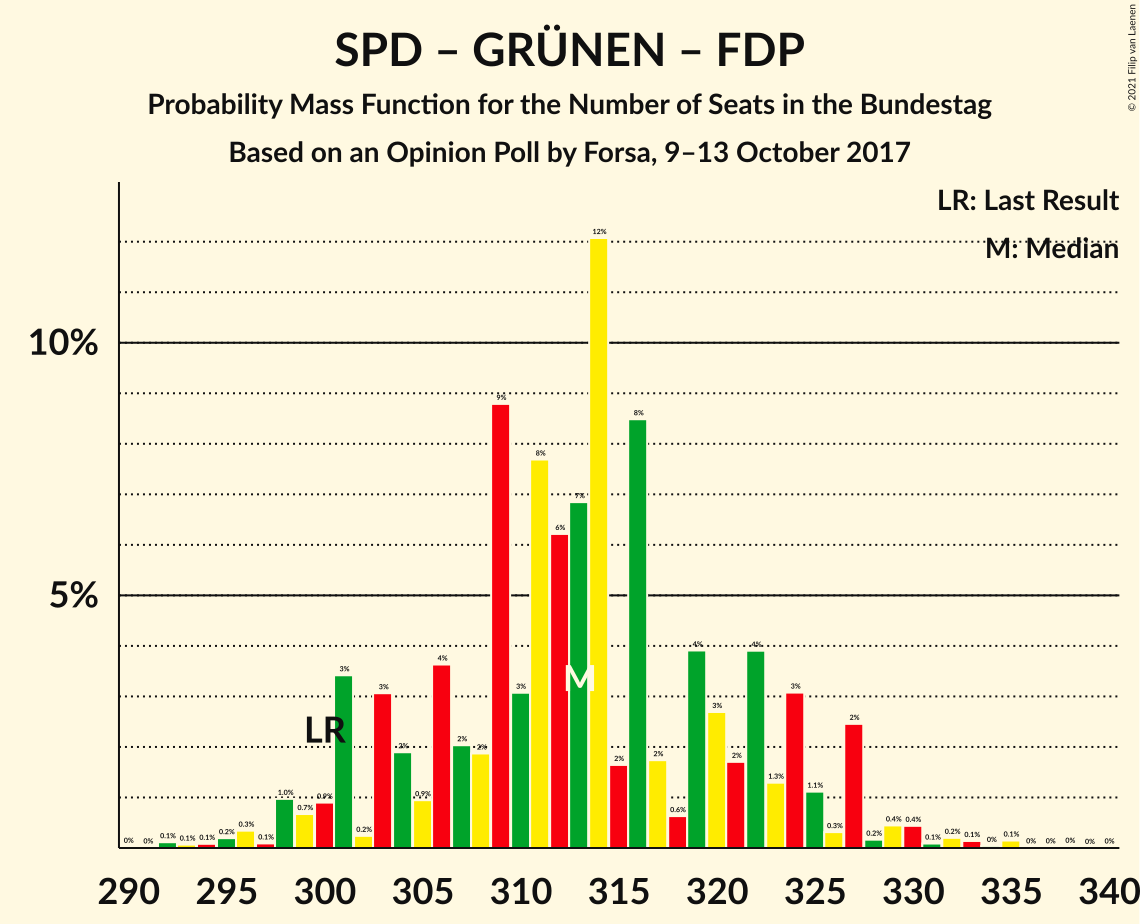 SPD – GRÜNEN – FDP
Probability Mass Function for the Number of Seats in the Bundestag
Based on an Opinion Poll by Forsa, 9–13 October 2017
© 2021 Filip van Laenen
LR: Last Result
M: Median
10%
5%
0% 0% 0.1% 0.1% 0.1% 0.2% 0.3% 0.1% 1.0% 0.7% 0.9% 3% 0.2% 3% 2% 0.9% 4% 2% 2% 9% 3% 8% 6% 7% 12% 2% 8% 2% 0.6% 4% 3% 2% 4% 1.3% 3% 1.1% 0.3% 2% 0.2% 0.4% 0.4% 0.1% 0.2% 0.1% 0% 0.1% 0% 0% 0% 0% 0%
LR
M
290 295 300 305 310 315 320 325 330 335 340